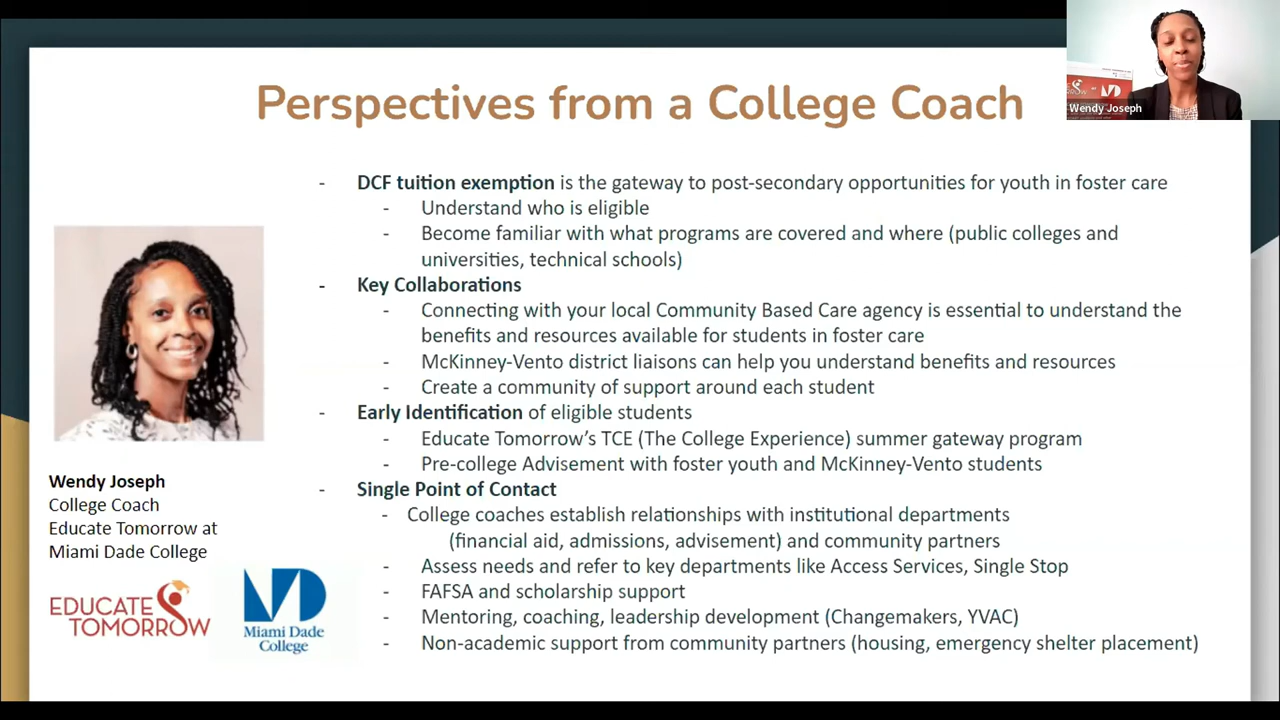 Perspectives from a College Coach
Wendy Joseph
- DCF tuition exemption is the gateway to post-secondary opportunities for youth in foster care
- Understand who is eligible
- Become familiar with what programs are covered and where (public colleges and
universities, technical schools)
- Key Collaborations
- Connecting with your local Community Based Care agency is essential to understand the
benefits and resources available for students in foster care
- McKinney-Vento district liaisons can help you understand benefits and resources
- Create a community of support around each student
- Early Identification of eligible students
- Educate Tomorrow's TCE (The College Experience) summer gateway program
- Pre-college Advisement with foster youth and McKinney-Vento students
- Single Point of Contact
- College coaches establish relationships with institutional departments
(financial aid, admissions, advisement) and community partners
- Assess needs and refer to key departments like Access Services, Single Stop
- FAFSA and scholarship support
- Mentoring, coaching, leadership development (Changemakers, YVAC)
- Non-academic support from community partners (housing, emergency shelter placement)
Wendy Joseph
College Coach
Educate Tomorrow at
Miami Dade College
EDUCATE
TOMORROW
Miami Dade
College